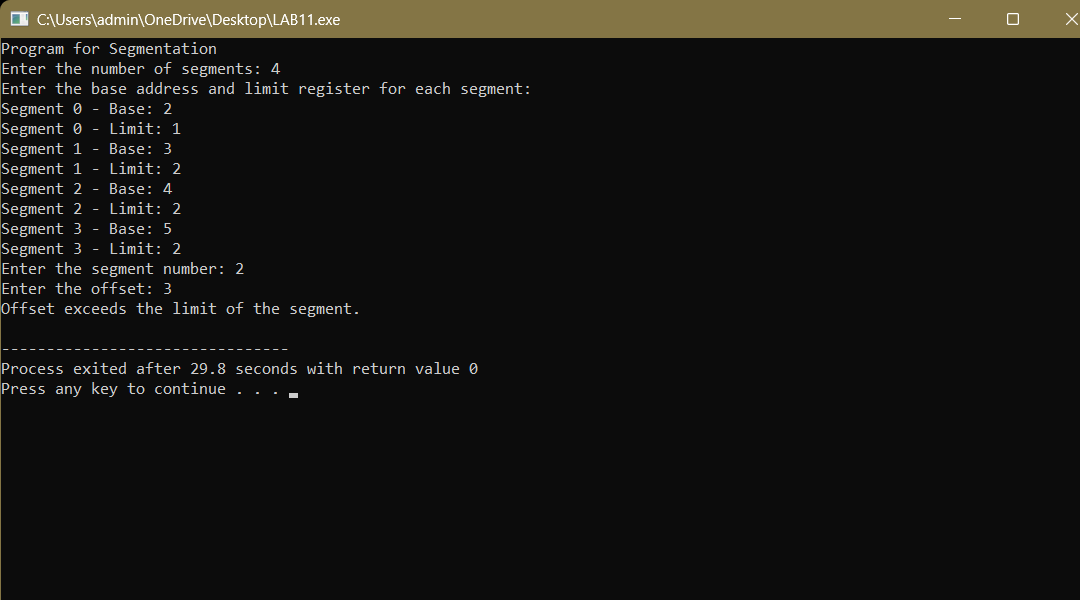 C:\Users\admin\OneDrive\Desktop\LAB11.exe
Program for Segmentation
Enter the number of segments: 4
Enter the base address and limit register for each segment:
Segment 0 - Base: 2
Segment 0 - Limit: 1
Segment 1 - Base: 3
Segment 1 - Limit: 2
Segment 2 - Base: 4
Segment 2 - Limit: 2
Segment 3 - Base: 5
Segment 3 - Limit: 2
Enter the segment number: 2
Enter the offset: 3
Offset exceeds the limit of the segment.
--------------------------------
Process exited after 29.8 seconds with return value 0
Press any key to continue . . .